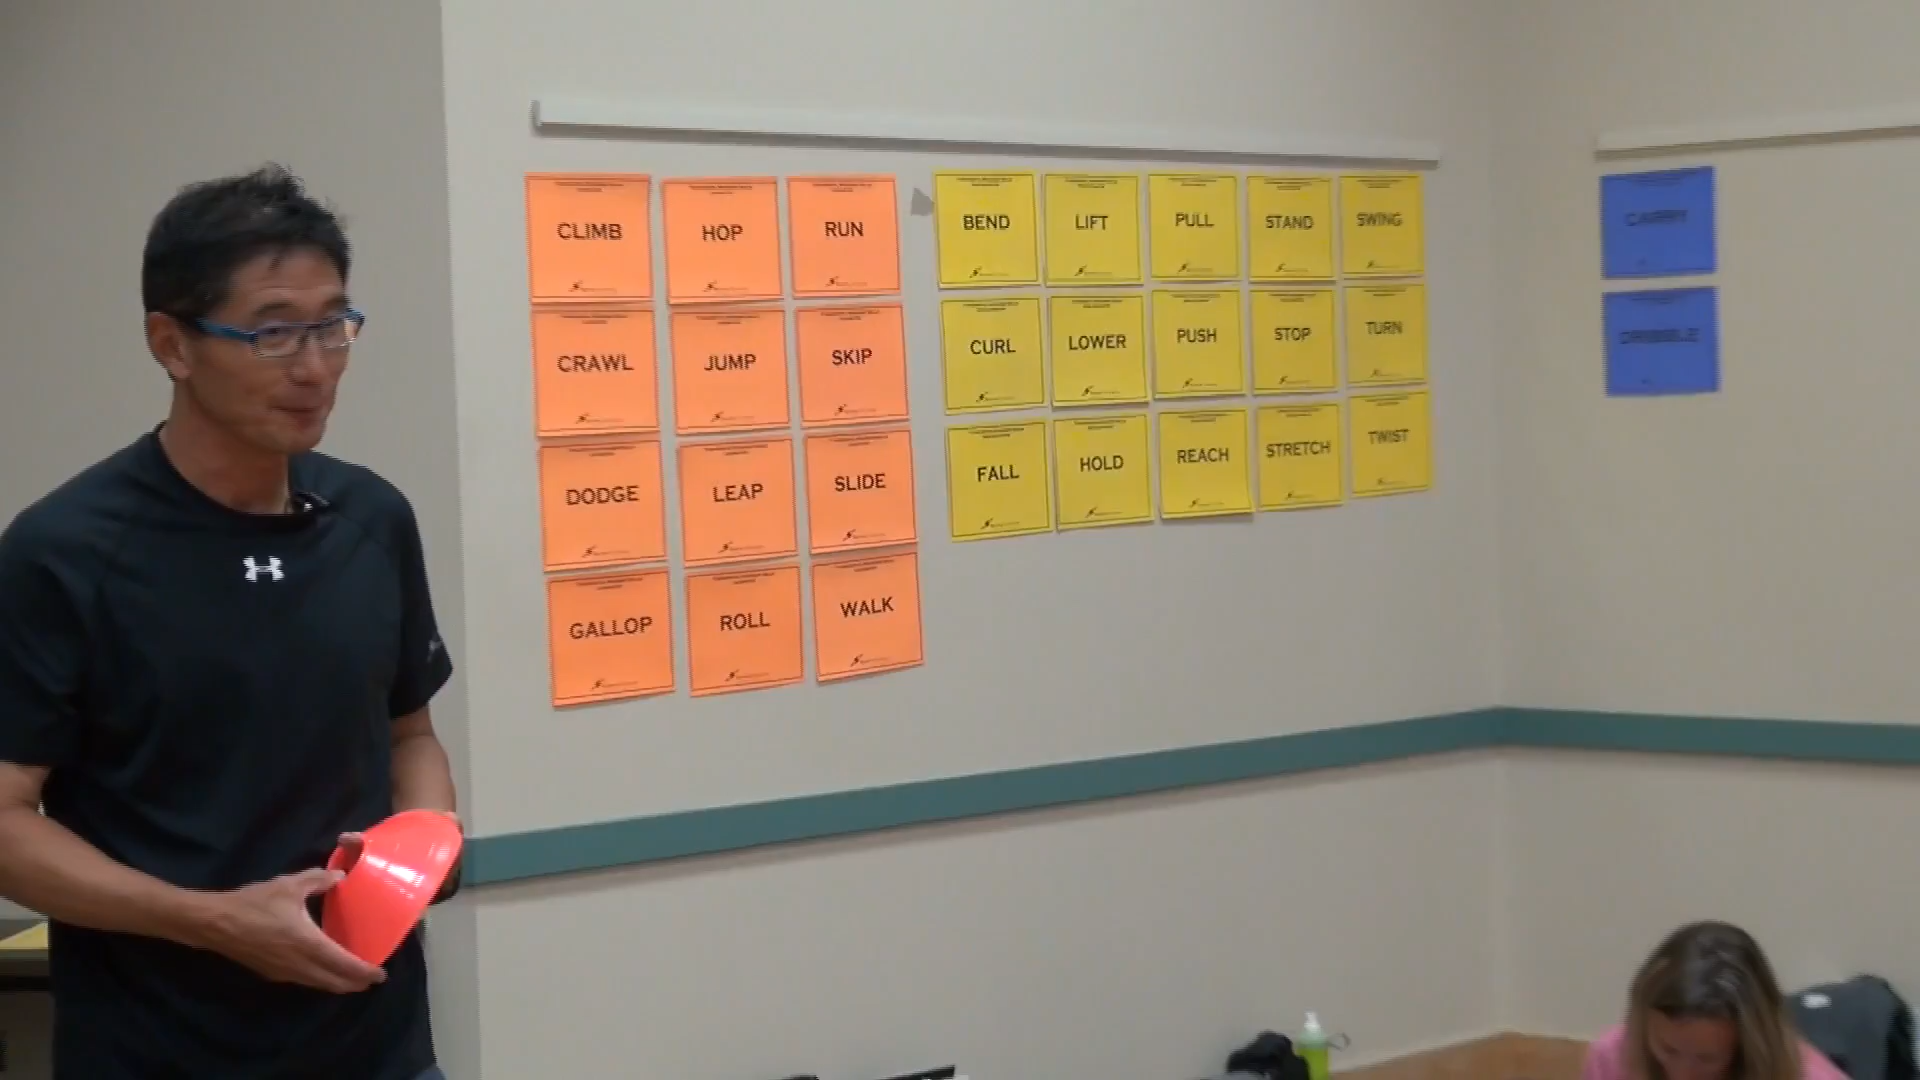 CLIMB
HOP
RUN
CRAWL
JUMP
SKIP
DODGE
LEAP
SLIDE
GALLOP
ROLL
WALK
BEND
LIFT
PULL
STAND
SWING
CURL
LOWER
PUSH
STOP
TURN
FALL
HOLD
REACH
STRETCH
TWIST
CARRY
DRIBBLE